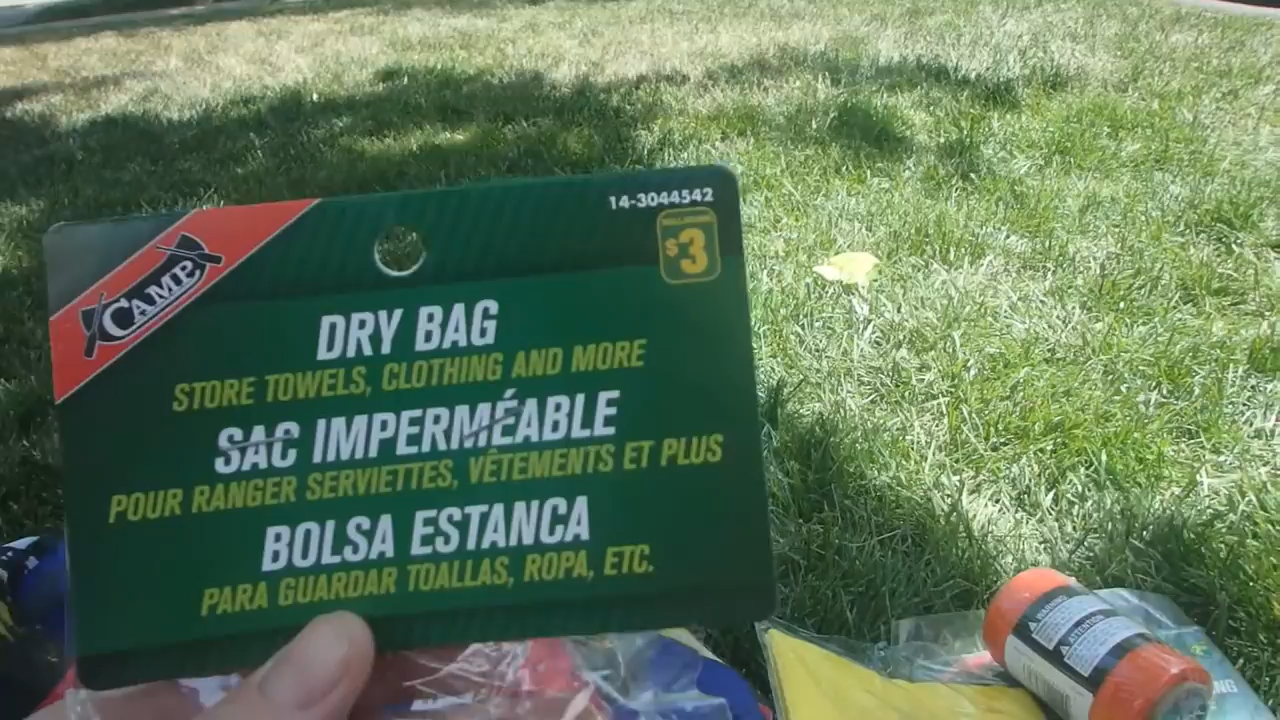 14-3044542
$3
CAMP
DRY BAG
STORE TOWELS, CLOTHING AND MORE
SAC IMPERMÉABLE
POUR RANGER SERVIETTES, VÊTEMENTS ET PLUS
BOLSA ESTANCA
PARA GUARDAR TOALLAS, ROPA, ETC.
WARNING
ATTENTION